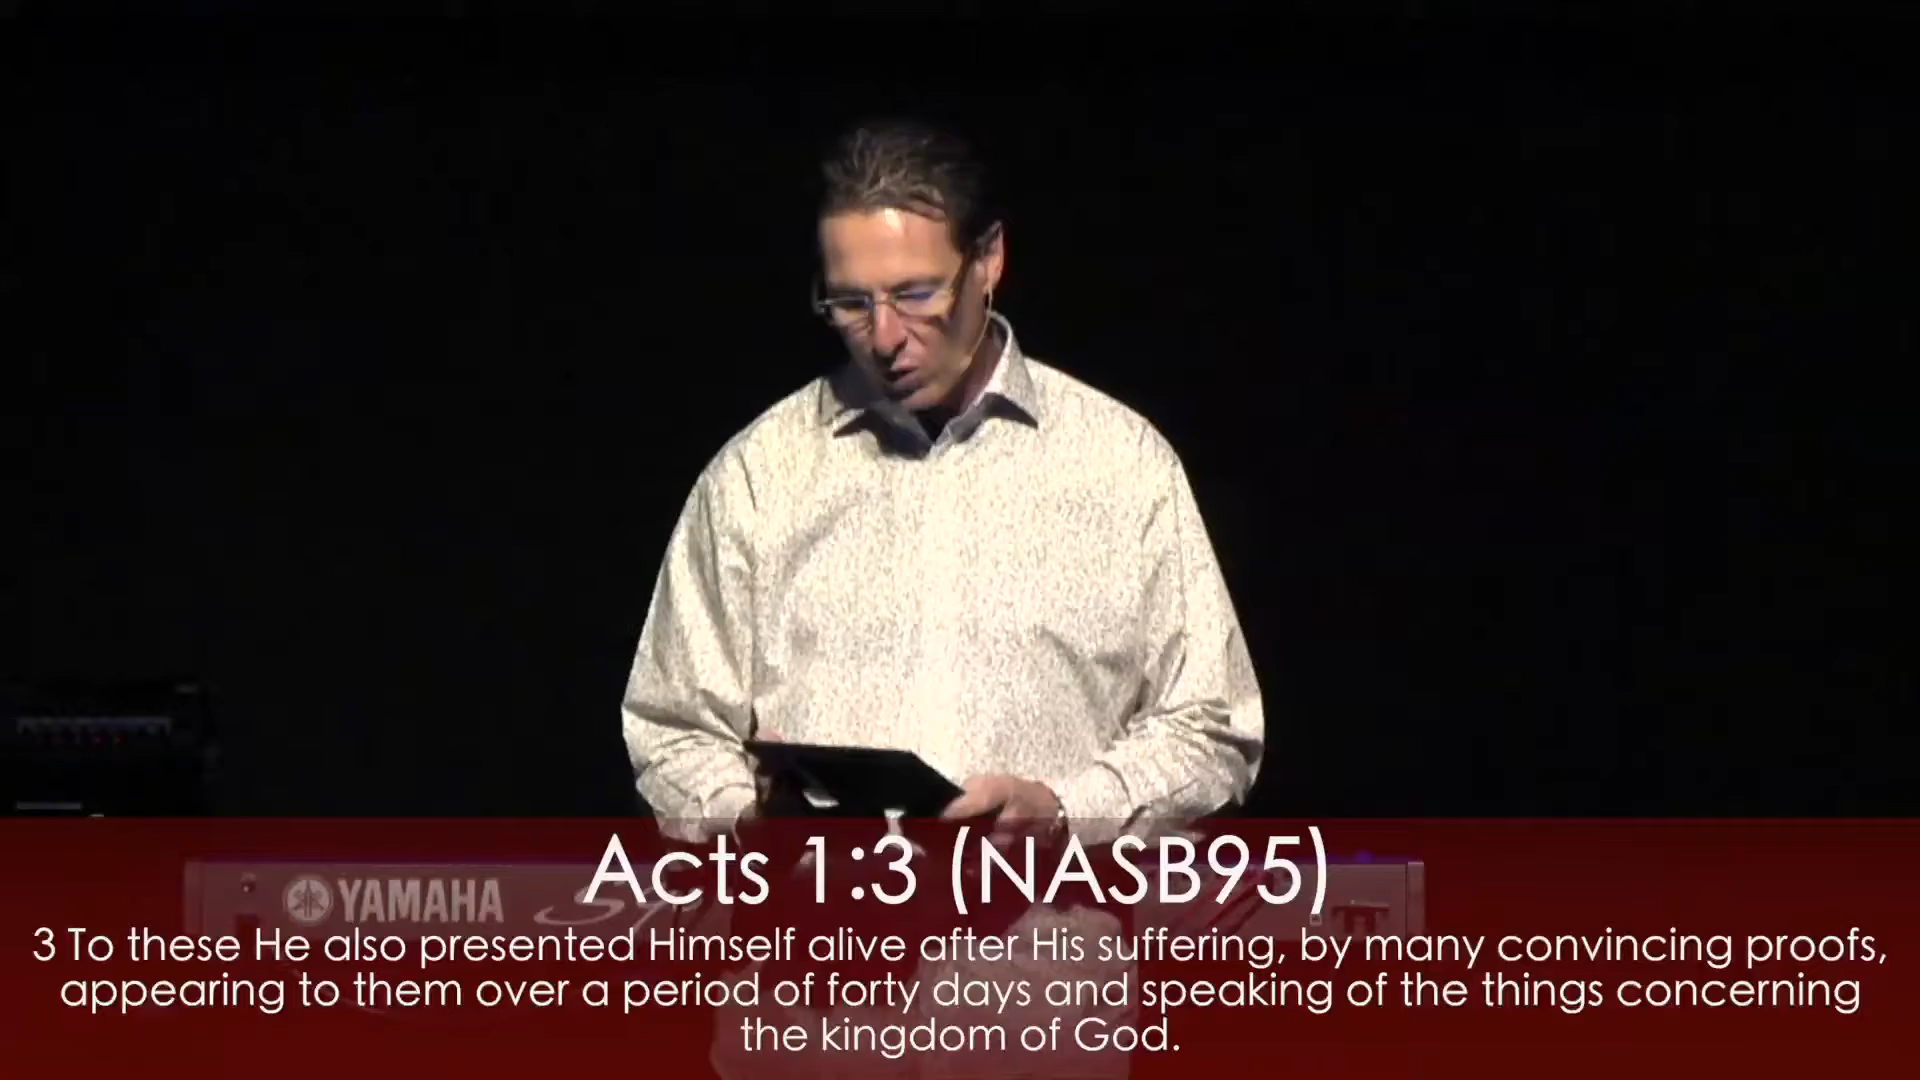 Acts 1:3 (NASB95)
YAMAHA
3 To these He also presented Himself alive after His suffering, by many convincing proofs,
appearing to them over a period of forty days and speaking of the things concerning
the kingdom of God.